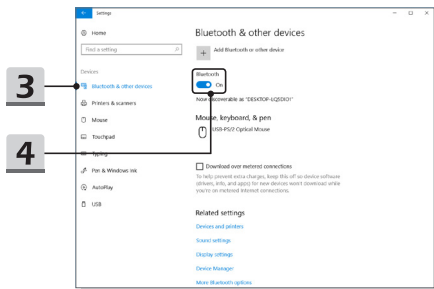 Settings
Home
Find a setting
Devices
Bluetooth & other devices
Printers & scanners
Mouse
Touchpad
Typing
Pen & Windows Ink
AutoPlay
USB
3
4
Bluetooth & other devices
Add Bluetooth or other device
Bluetooth
On
Now discoverable as "DESKTOP-LQ5DIO1"
Mouse, keyboard, & pen
USB-PS/2 Optical Mouse
Download over metered connections
To help prevent extra charges, keep this off so device software
(drivers, info, and apps) for new devices won't download while
you're on metered Internet connections.
Related settings
Devices and printers
Sound settings
Display settings
Device Manager
More Bluetooth options